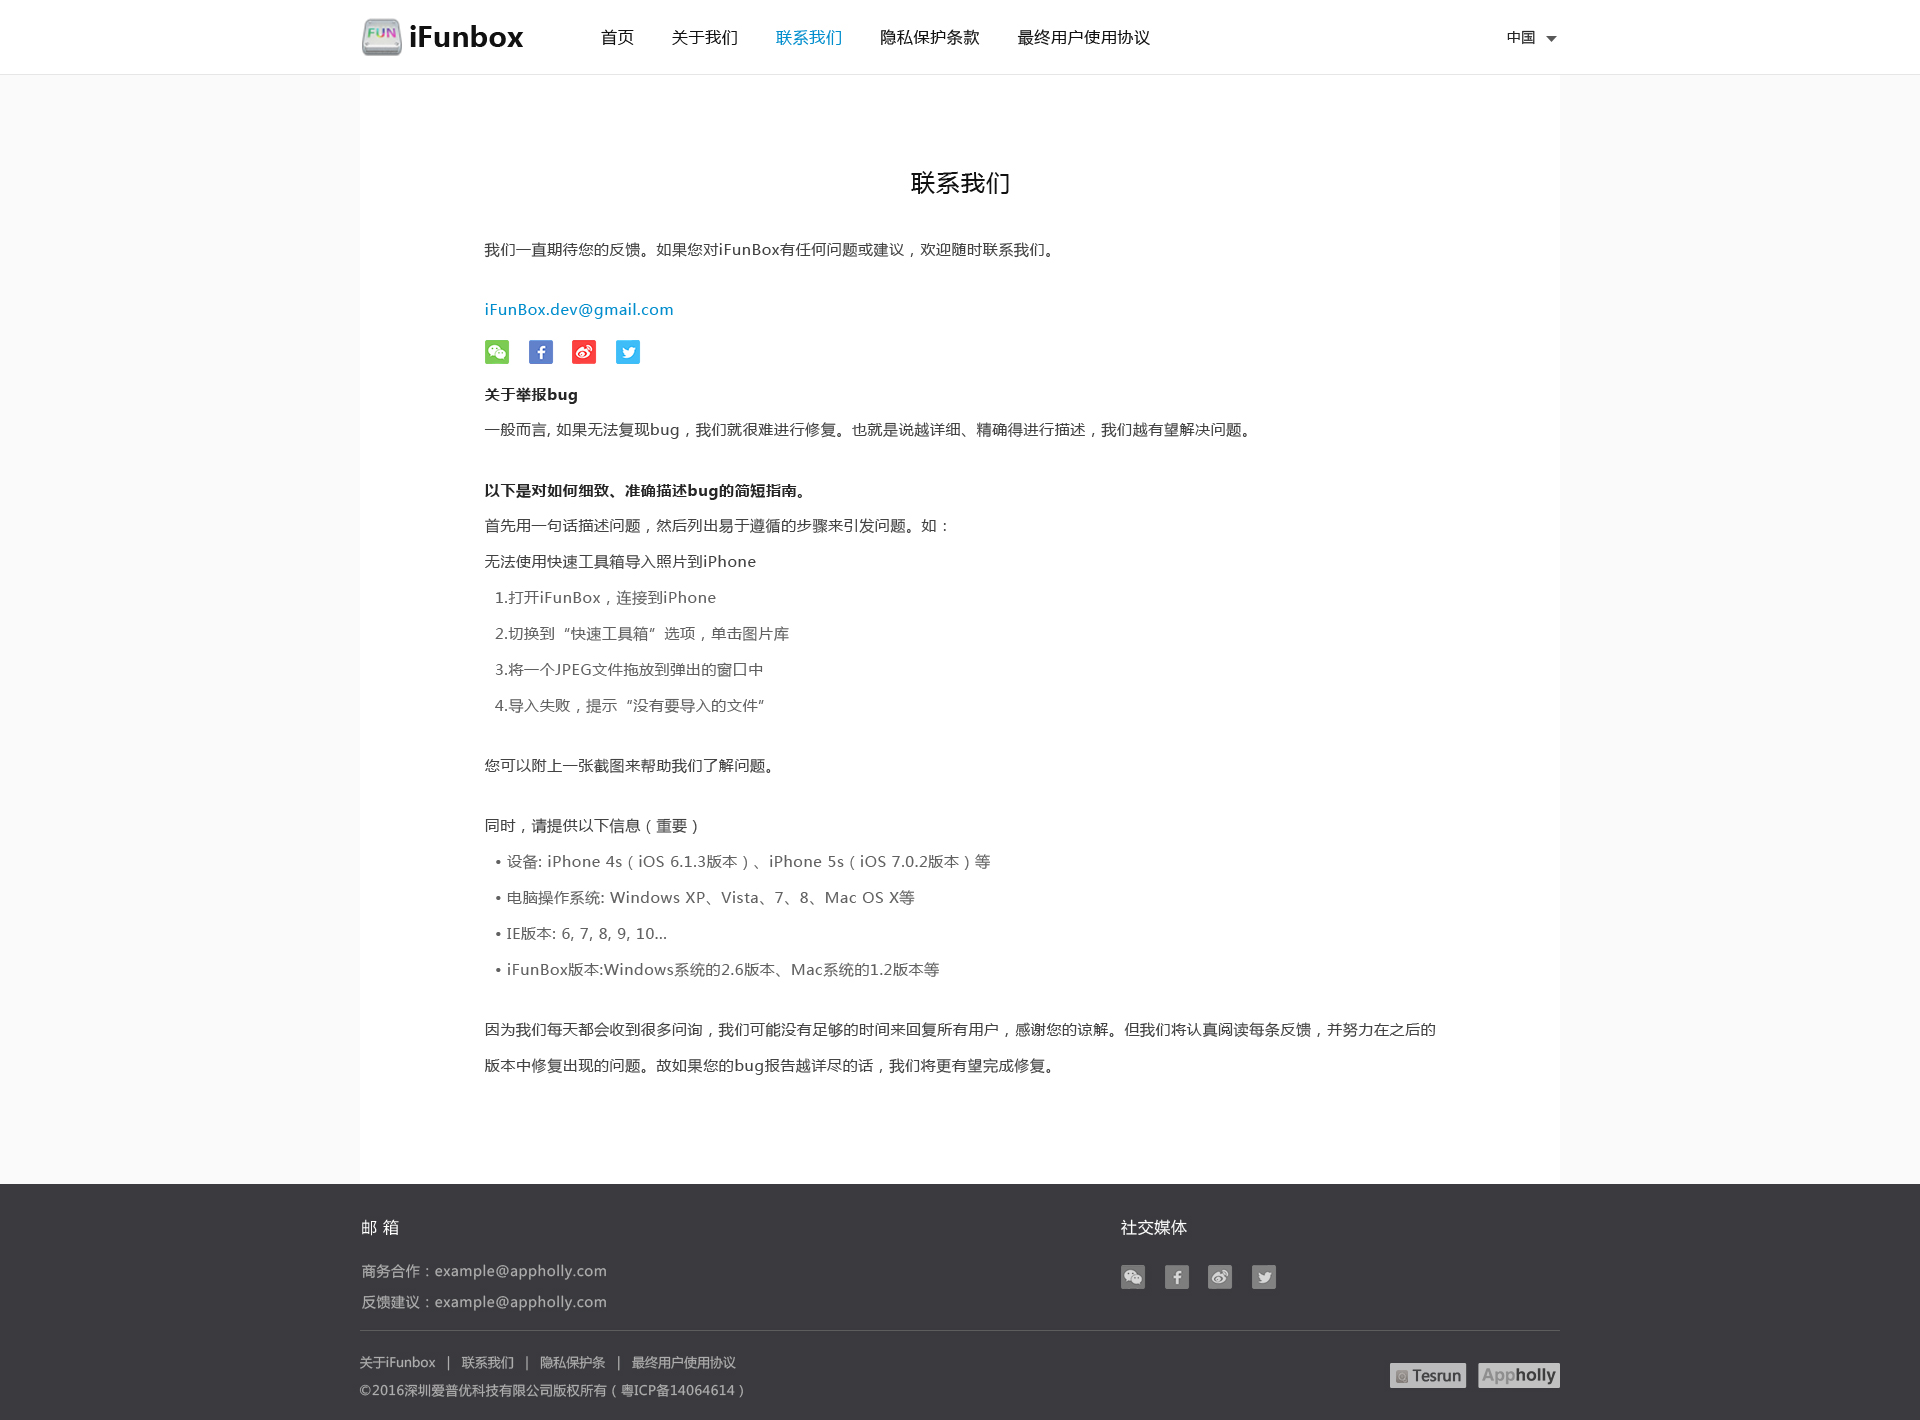 FUN iFunbox 首页 关于我们 联系我们 隐私保护条款 最终用户使用协议 中国
联系我们
我们一直期待您的反馈。如果您对iFunBox有任何问题或建议，欢迎随时联系我们。
iFunBox.dev@gmail.com
关于举报bug
一般而言, 如果无法复现bug，我们就很难进行修复。也就是说越详细、精确得进行描述，我们越有望解决问题。
以下是对如何细致、准确描述bug的简短指南。
首先用一句话描述问题，然后列出易于遵循的步骤来引发问题。如：
无法使用快速工具箱导入照片到iPhone
1.打开iFunBox，连接到iPhone
2.切换到“快速工具箱”选项，单击图片库
3.将一个JPEG文件拖放到弹出的窗口中
4.导入失败，提示“没有要导入的文件”
您可以附上一张截图来帮助我们了解问题。
同时，请提供以下信息（重要）
• 设备: iPhone 4s（iOS 6.1.3版本）、iPhone 5s（iOS 7.0.2版本）等
• 电脑操作系统: Windows XP、Vista、7、8、Mac OS X等
• IE版本: 6, 7, 8, 9, 10...
• iFunBox版本:Windows系统的2.6版本、Mac系统的1.2版本等
因为我们每天都会收到很多问询，我们可能没有足够的时间来回复所有用户，感谢您的谅解。但我们将认真阅读每条反馈，并努力在之后的
版本中修复出现的问题。故如果您的bug报告越详尽的话，我们将更有望完成修复。
邮 箱 社交媒体
商务合作：example@appholly.com
反馈建议：example@appholly.com
关于iFunbox | 联系我们 | 隐私保护条 | 最终用户使用协议
©2016深圳爱普优科技有限公司版权所有（粤ICP备14064614）
Tesrun Appholly